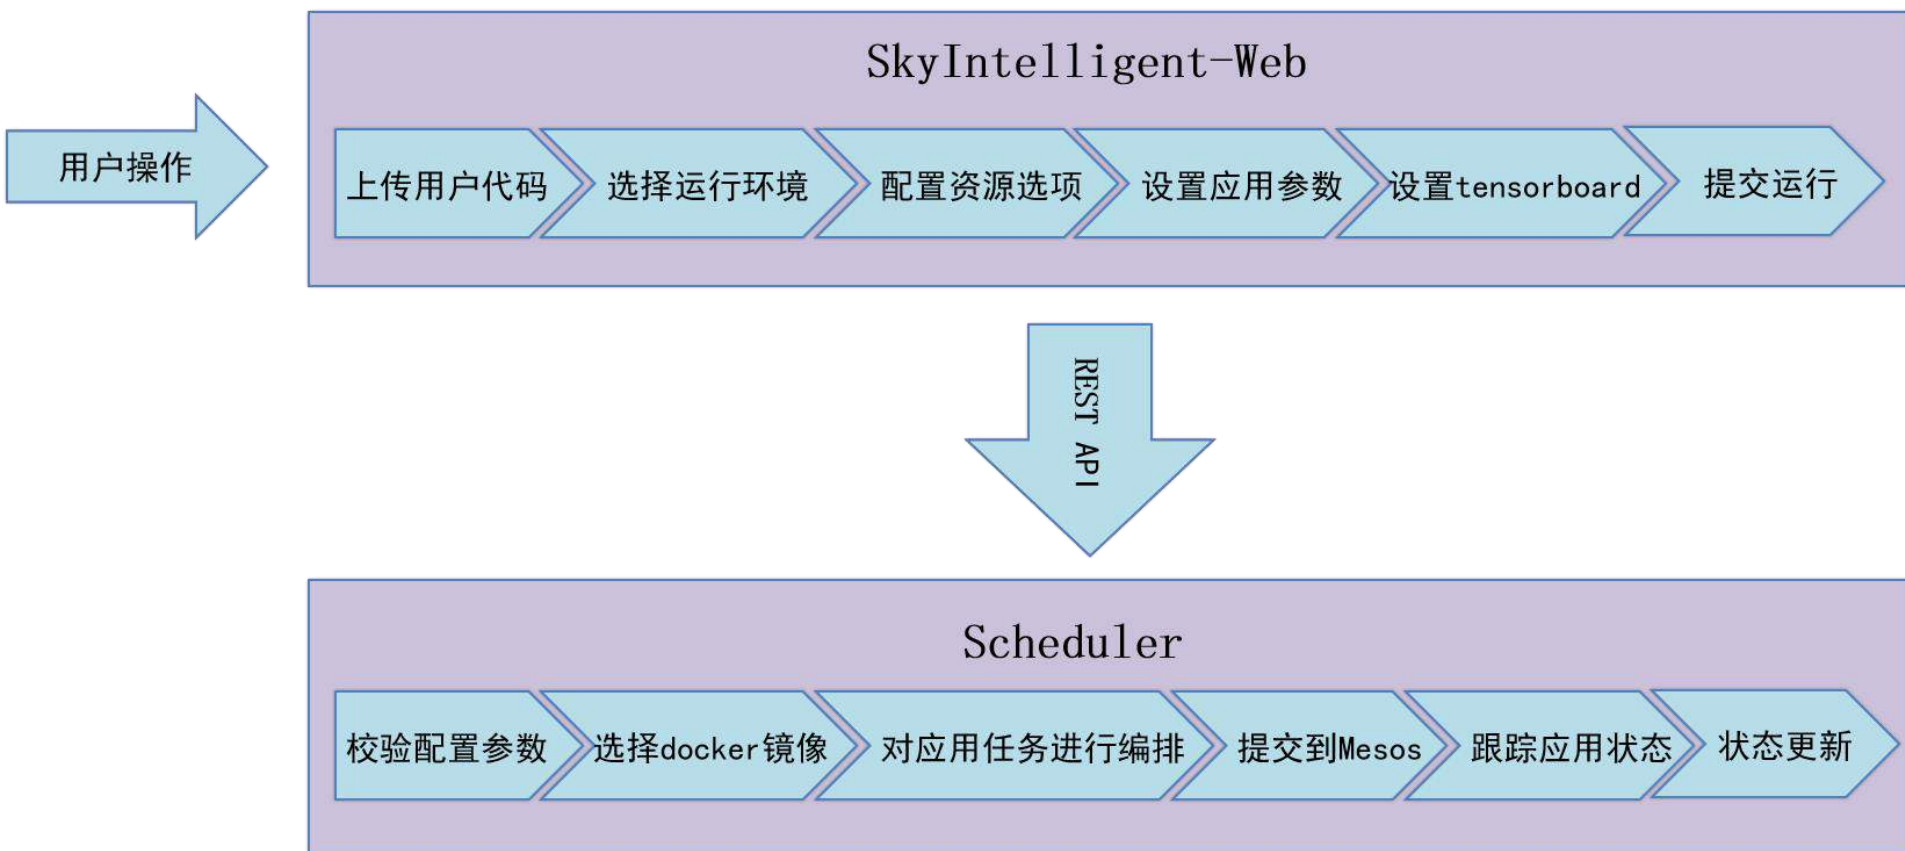 SkyIntelligent-Web
用户操作
上传用户代码
选择运行环境
配置资源选项
设置应用参数
设置tensorboard
提交运行
REST API
Scheduler
校验配置参数
选择docker镜像
对应用任务进行编排
提交到Mesos
跟踪应用状态
状态更新